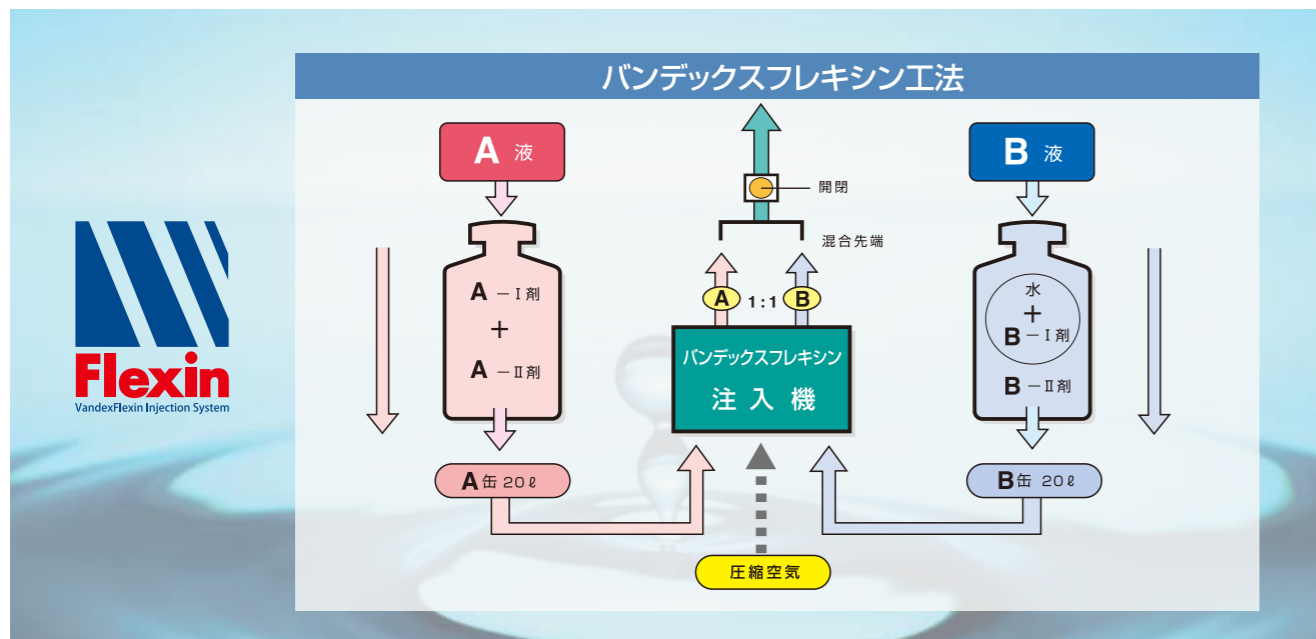 バンデックスフレキシン工法
A 液
B 液
開閉
混合先端
A −Ⅰ剤
+
A −Ⅱ剤
水
+
B −Ⅰ剤
B −Ⅱ剤
A 1:1 B
バンデックスフレキシン
注入機
Flexin
VandexFlexin Injection System
A缶 20ℓ
B缶 20ℓ
圧縮空気